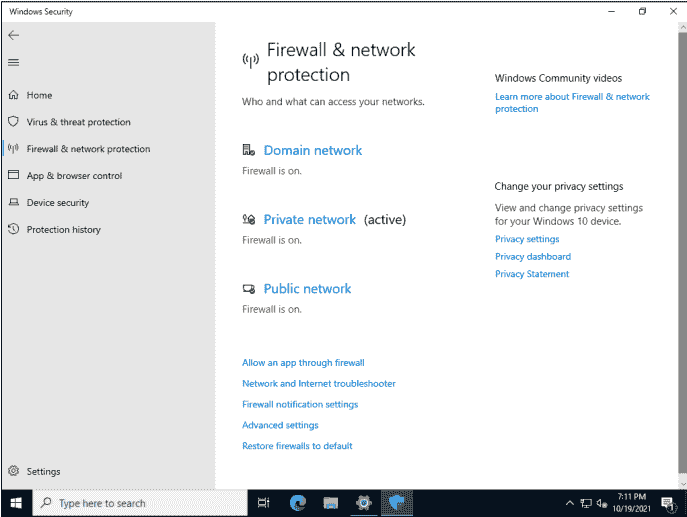 Windows Security
Home
Virus & threat protection
Firewall & network protection
App & browser control
Device security
Protection history
Settings
Firewall & network
protection
Who and what can access your networks.
Domain network
Firewall is on.
Private network (active)
Firewall is on.
Public network
Firewall is on.
Allow an app through firewall
Network and Internet troubleshooter
Firewall notification settings
Advanced settings
Restore firewalls to default
Windows Community videos
Learn more about Firewall & network
protection
Change your privacy settings
View and change privacy settings
for your Windows 10 device.
Privacy settings
Privacy dashboard
Privacy Statement
Type here to search
7:11 PM
10/19/2021
1